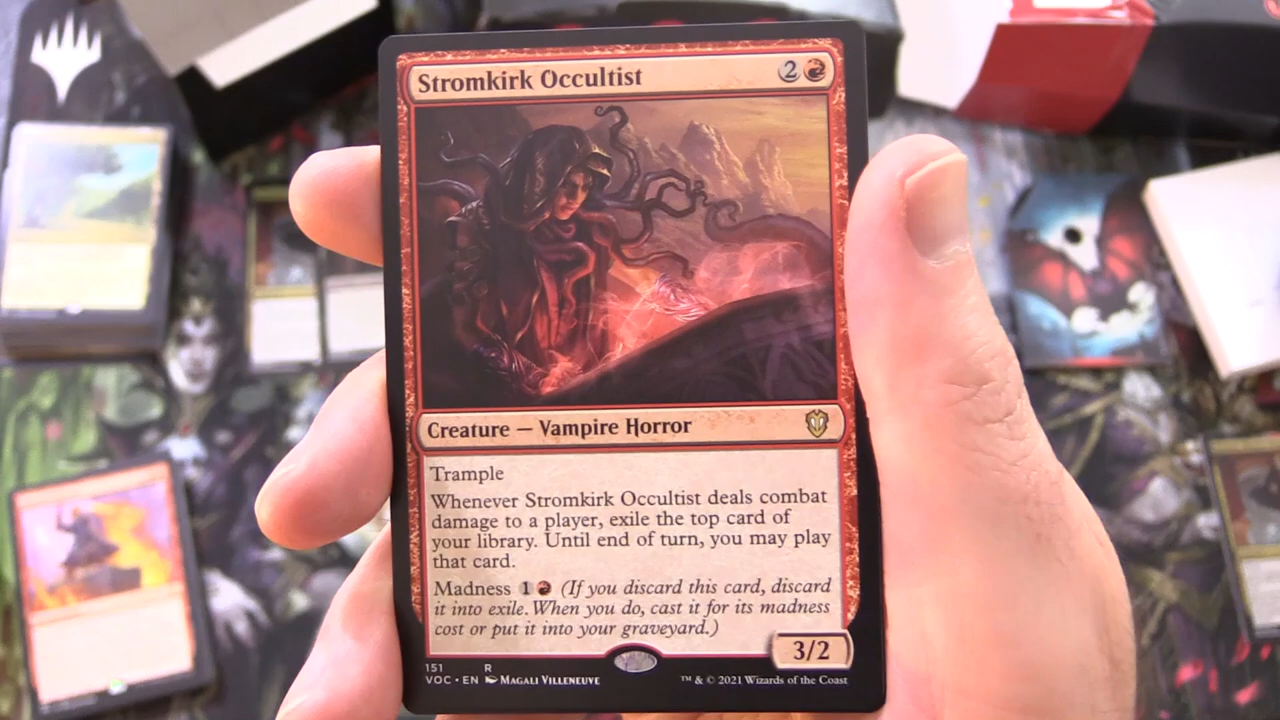 Stromkirk Occultist 2
Creature — Vampire Horror
Trample
Whenever Stromkirk Occultist deals combat
damage to a player, exile the top card of
your library. Until end of turn, you may play
that card.
Madness 1 (If you discard this card, discard
it into exile. When you do, cast it for its madness
cost or put it into your graveyard.)
3/2
151 R
VOC • EN Magali Villeneuve ™ & © 2021 Wizards of the Coast